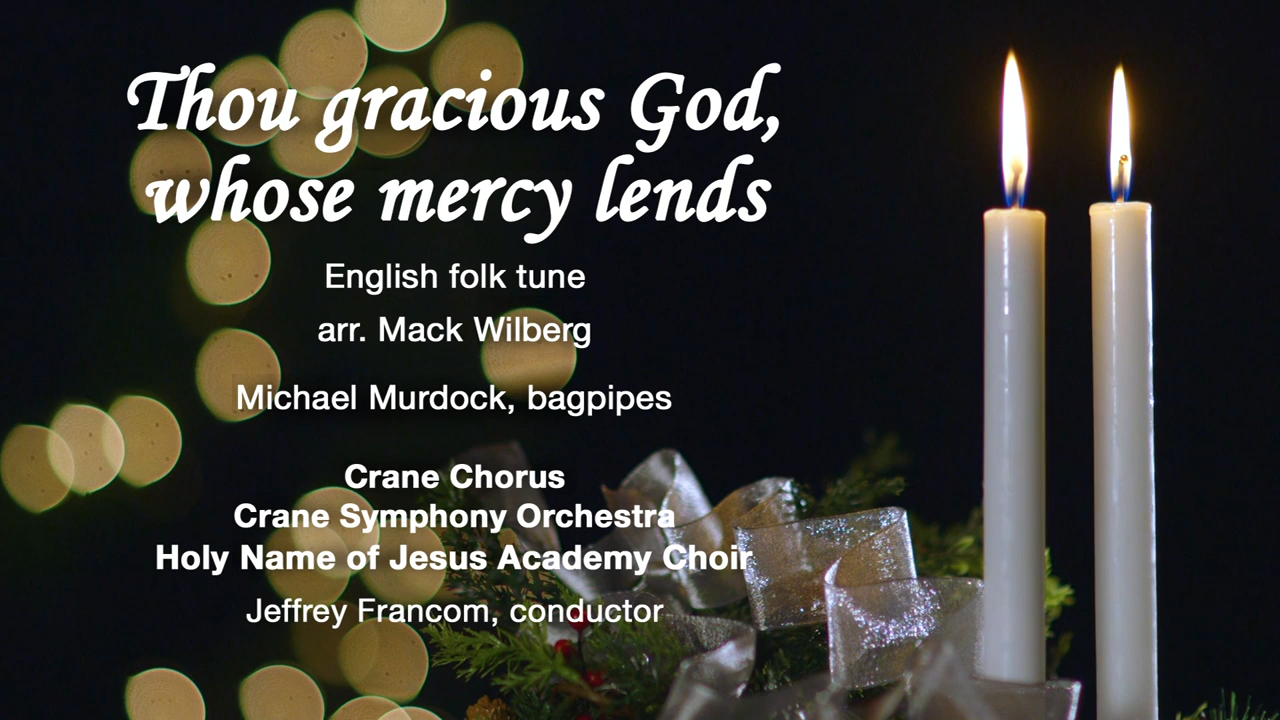 Thou gracious God,
whose mercy lends
English folk tune
arr. Mack Wilberg
Michael Murdock, bagpipes
Crane Chorus
Crane Symphony Orchestra
Holy Name of Jesus Academy Choir
Jeffrey Francom, conductor